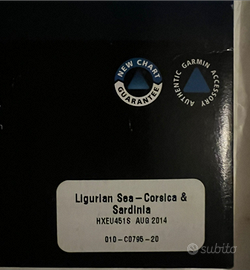 NEW CHART
GUARANTEE
AUTHENTIC GARMIN ACCESSORY
Ligurian Sea – Corsica &
Sardinia
HXEU451S AUG 2014
010-C0795-20
subito